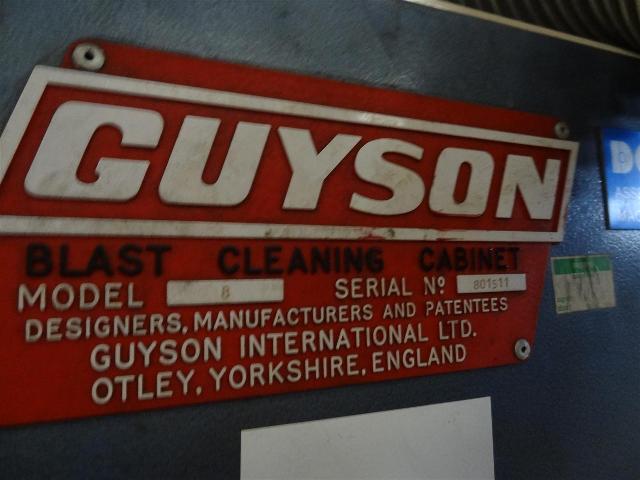 GUYSON
BLAST CLEANING CABINET
MODEL 8 SERIAL Nº 801511
DESIGNERS, MANUFACTURERS AND PATENTEES
GUYSON INTERNATIONAL LTD.
OTLEY, YORKSHIRE, ENGLAND